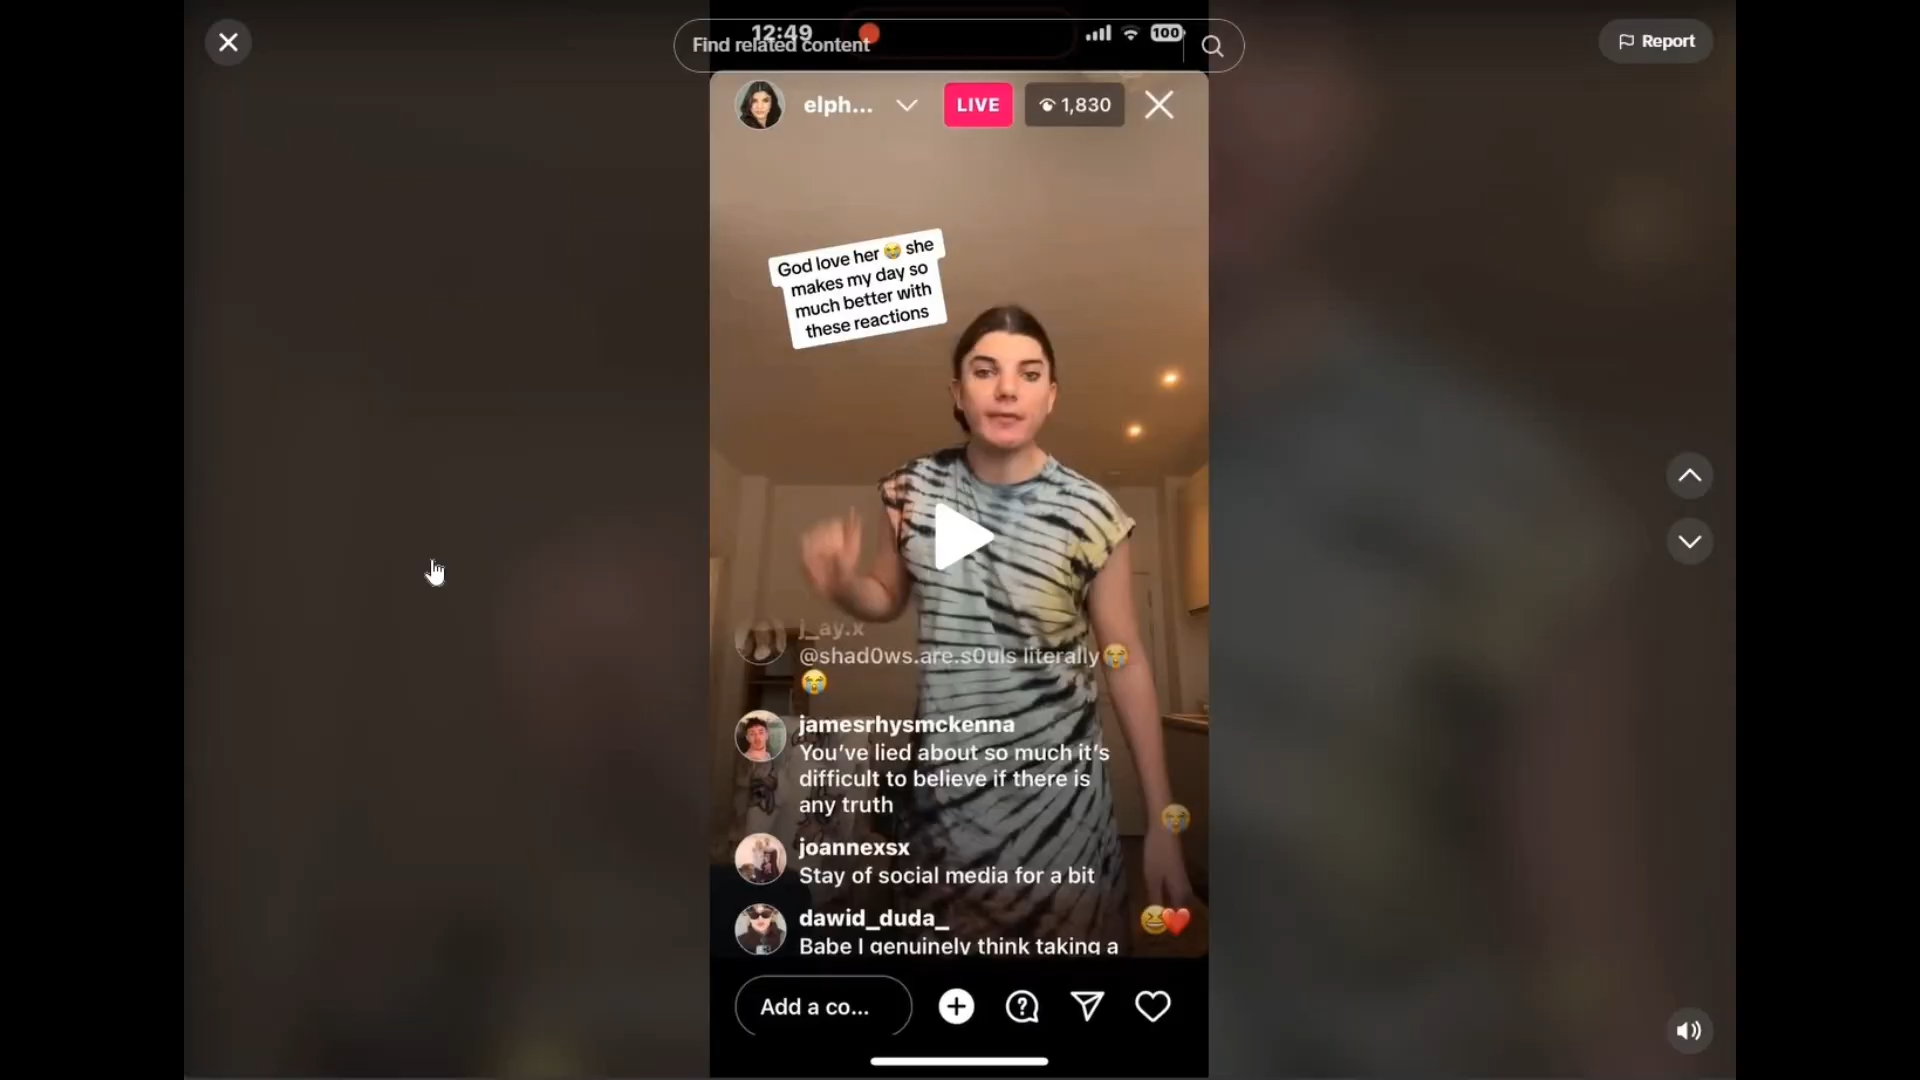 12:49
100
Find related content
Report
elph...
LIVE
1,830
God love her 😭 she
makes my day so
much better with
these reactions
j_ay.x
@shad0ws.are.s0uls literally😭
😭
jamesrhysmckenna
You've lied about so much it's
difficult to believe if there is
any truth
joannexsx
Stay of social media for a bit
dawid_duda_
Babe I genuinely think taking a
Add a co...